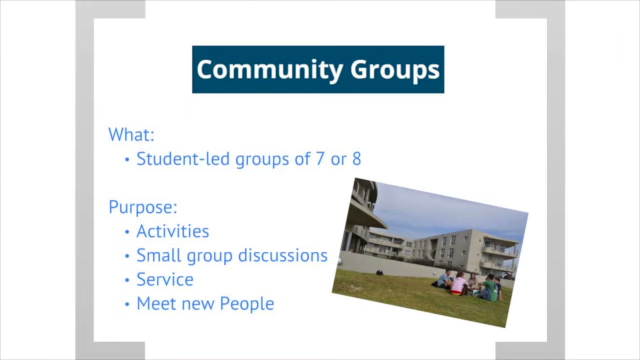 Community Groups
What:
• Student-led groups of 7 or 8
Purpose:
• Activities
• Small group discussions
• Service
• Meet new People